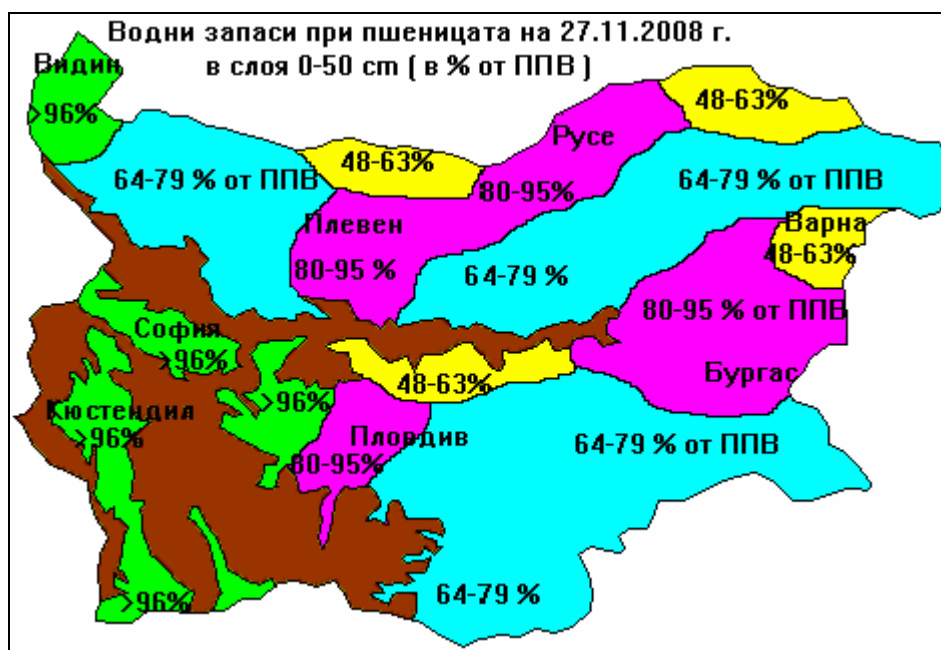 Водни запаси при пшеницата на 27.11.2008 г.
в слоя 0-50 cm ( в % от ППВ )
Видин
>96%
48-63%
Русе
48-63%
64-79 % от ППВ
80-95%
64-79 % от ППВ
Плевен
Варна
48-63%
80-95 %
64-79 %
80-95 % от ППВ
София
>96%
48-63%
Бургас
>96%
Кюстендил
>96%
Пловдив
64-79 % от ППВ
80-95%
64-79 %
>96%